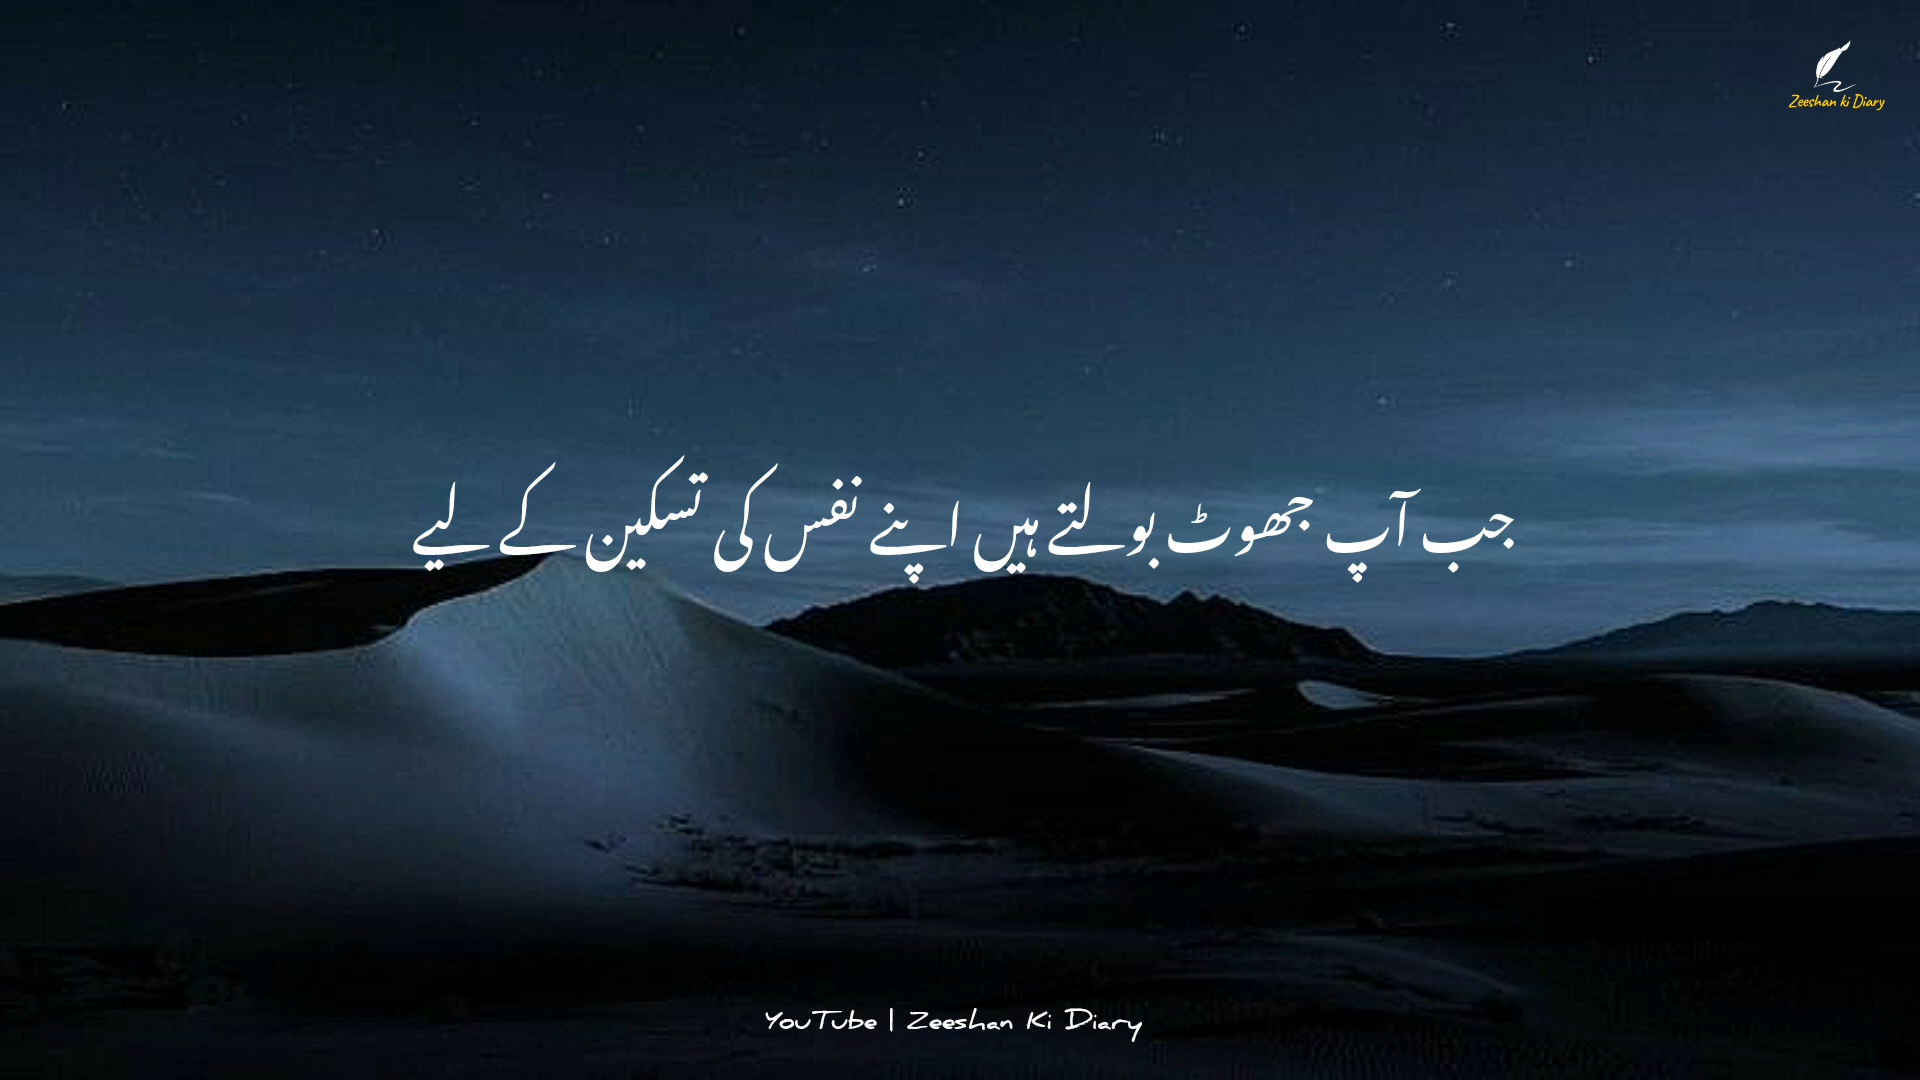 Zeeshan ki Diary
جب آپ جھوٹ بولتے ہیں اپنے نفس کی تسکین کے لیے
YouTube | Zeeshan Ki Diary